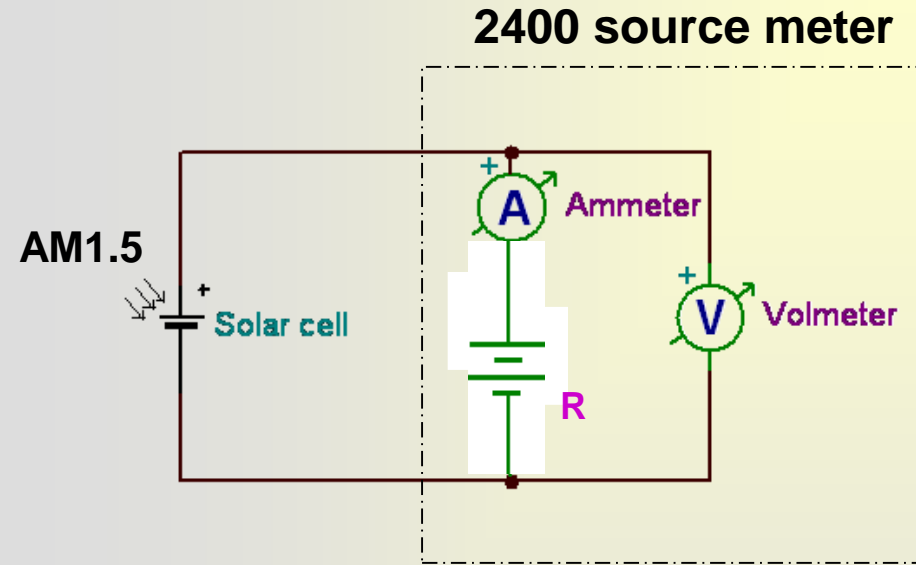 2400 source meter
+
A
Ammeter
AM1.5
+
Solar cell
+
V
Volmeter
R